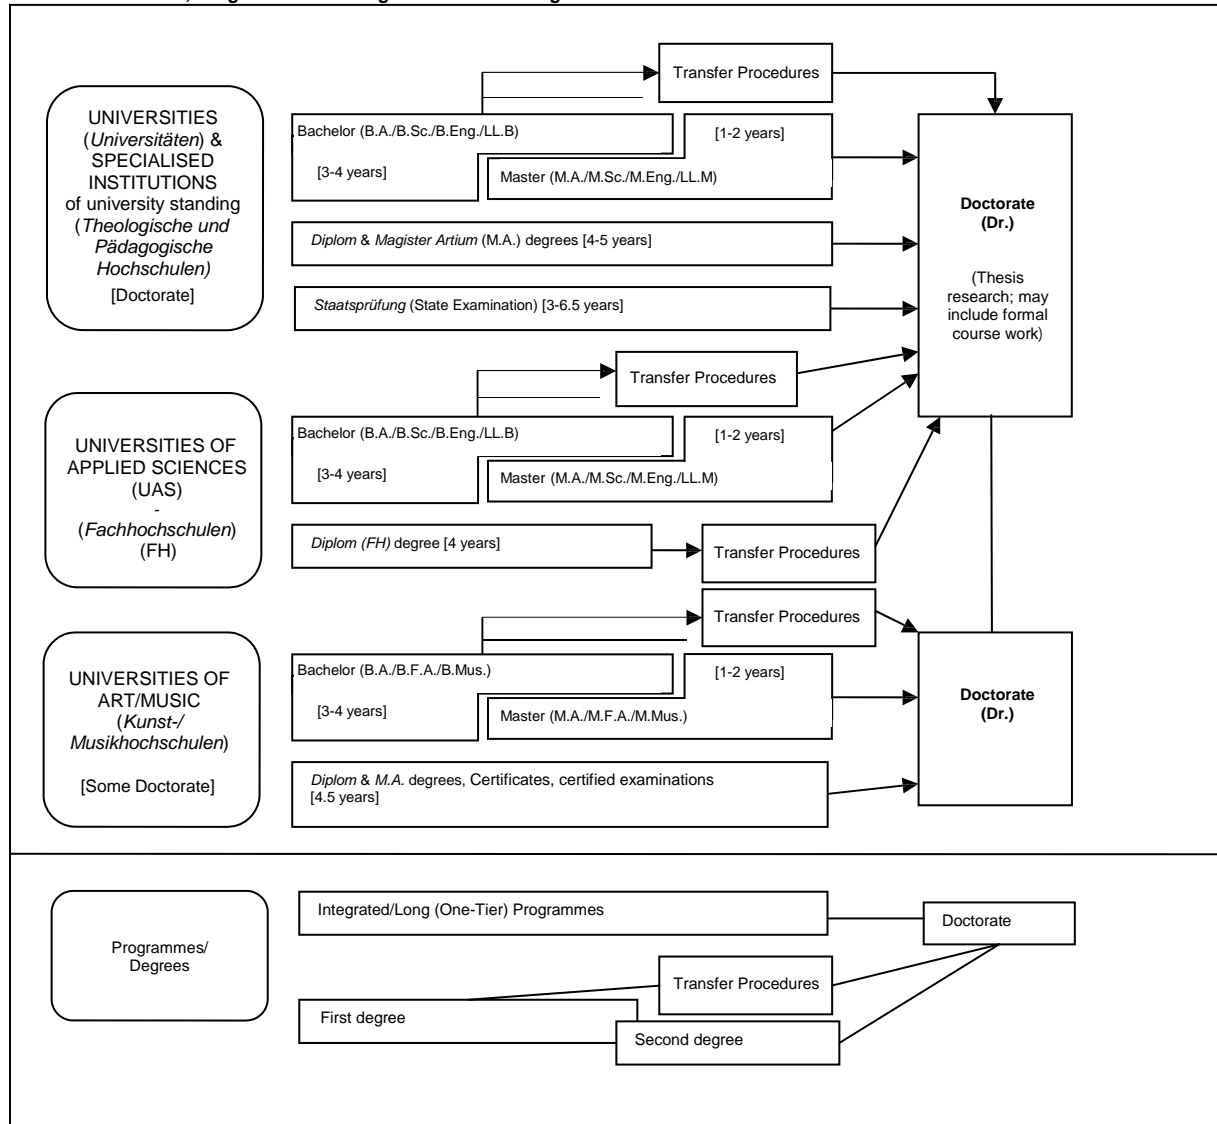 UNIVERSITIES
(Universitäten) &
SPECIALISED
INSTITUTIONS
of university standing
(Theologische und
Pädagogische
Hochschulen)
[Doctorate]
Transfer Procedures
Bachelor (B.A./B.Sc./B.Eng./LL.B)
[3-4 years]
[1-2 years]
Master (M.A./M.Sc./M.Eng./LL.M)
Diplom & Magister Artium (M.A.) degrees [4-5 years]
Staatsprüfung (State Examination) [3-6.5 years]
Doctorate
(Dr.)
(Thesis
research; may
include formal
course work)
UNIVERSITIES OF
APPLIED SCIENCES
(UAS)
-
(Fachhochschulen)
(FH)
Transfer Procedures
Bachelor (B.A./B.Sc./B.Eng./LL.B)
[3-4 years]
[1-2 years]
Master (M.A./M.Sc./M.Eng./LL.M)
Diplom (FH) degree [4 years]
Transfer Procedures
UNIVERSITIES OF
ART/MUSIC
(Kunst-/
Musikhochschulen)
[Some Doctorate]
Transfer Procedures
Bachelor (B.A./B.F.A./B.Mus.)
[3-4 years]
[1-2 years]
Master (M.A./M.F.A./M.Mus.)
Diplom & M.A. degrees, Certificates, certified examinations
[4.5 years]
Doctorate
(Dr.)
Programmes/
Degrees
Integrated/Long (One-Tier) Programmes
Doctorate
Transfer Procedures
First degree
Second degree